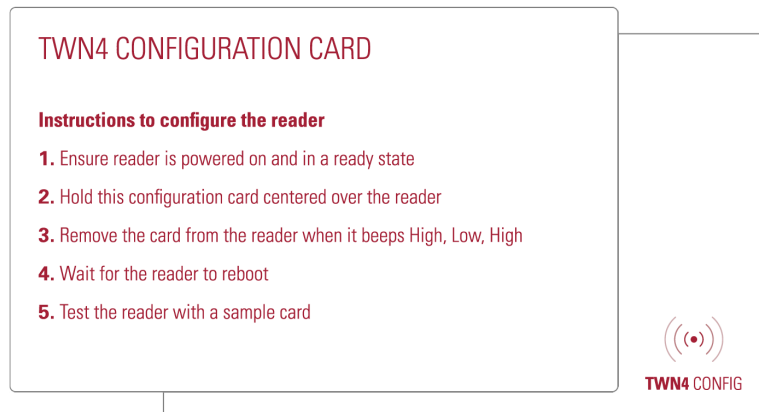 TWN4 CONFIGURATION CARD
Instructions to configure the reader
1. Ensure reader is powered on and in a ready state
2. Hold this configuration card centered over the reader
3. Remove the card from the reader when it beeps High, Low, High
4. Wait for the reader to reboot
5. Test the reader with a sample card
TWN4 CONFIG